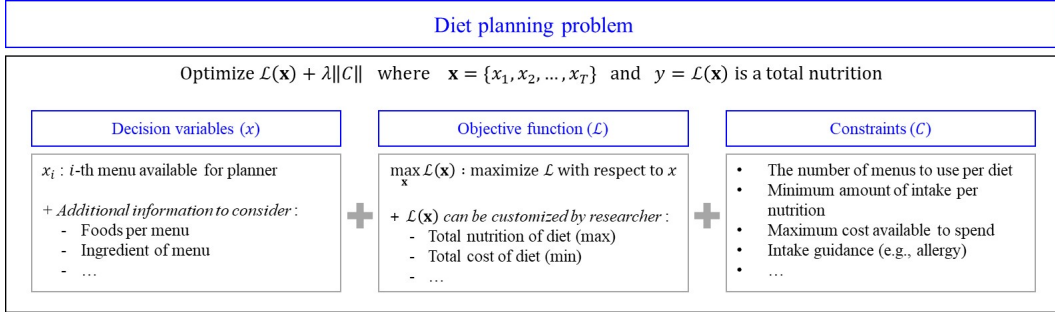 Diet planning problem
Optimize ℒ(𝐱) + λ‖C‖ where 𝐱 = {x₁, x₂, … , x_T} and y = ℒ(𝐱) is a total nutrition
Decision variables (x)
x_i : i-th menu available for planner
+ Additional information to consider :
- Foods per menu
- Ingredient of menu
- …
+
Objective function (ℒ)
max ℒ(𝐱) : maximize ℒ with respect to x
𝐱
+ ℒ(𝐱) can be customized by researcher :
- Total nutrition of diet (max)
- Total cost of diet (min)
- …
+
Constraints (C)
• The number of menus to use per diet
• Minimum amount of intake per
nutrition
• Maximum cost available to spend
• Intake guidance (e.g., allergy)
• …